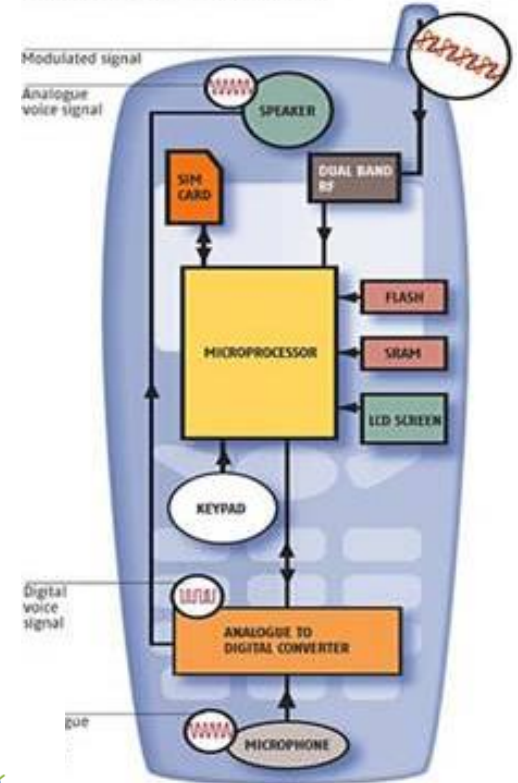 Modulated signal
Analogue
voice signal
SPEAKER
SIM
CARD
DUAL BAND
RF
MICROPROCESSOR
FLASH
SRAM
LCD SCREEN
KEYPAD
Digital
voice
signal
ANALOGUE TO
DIGITAL CONVERTER
gue
MICROPHONE